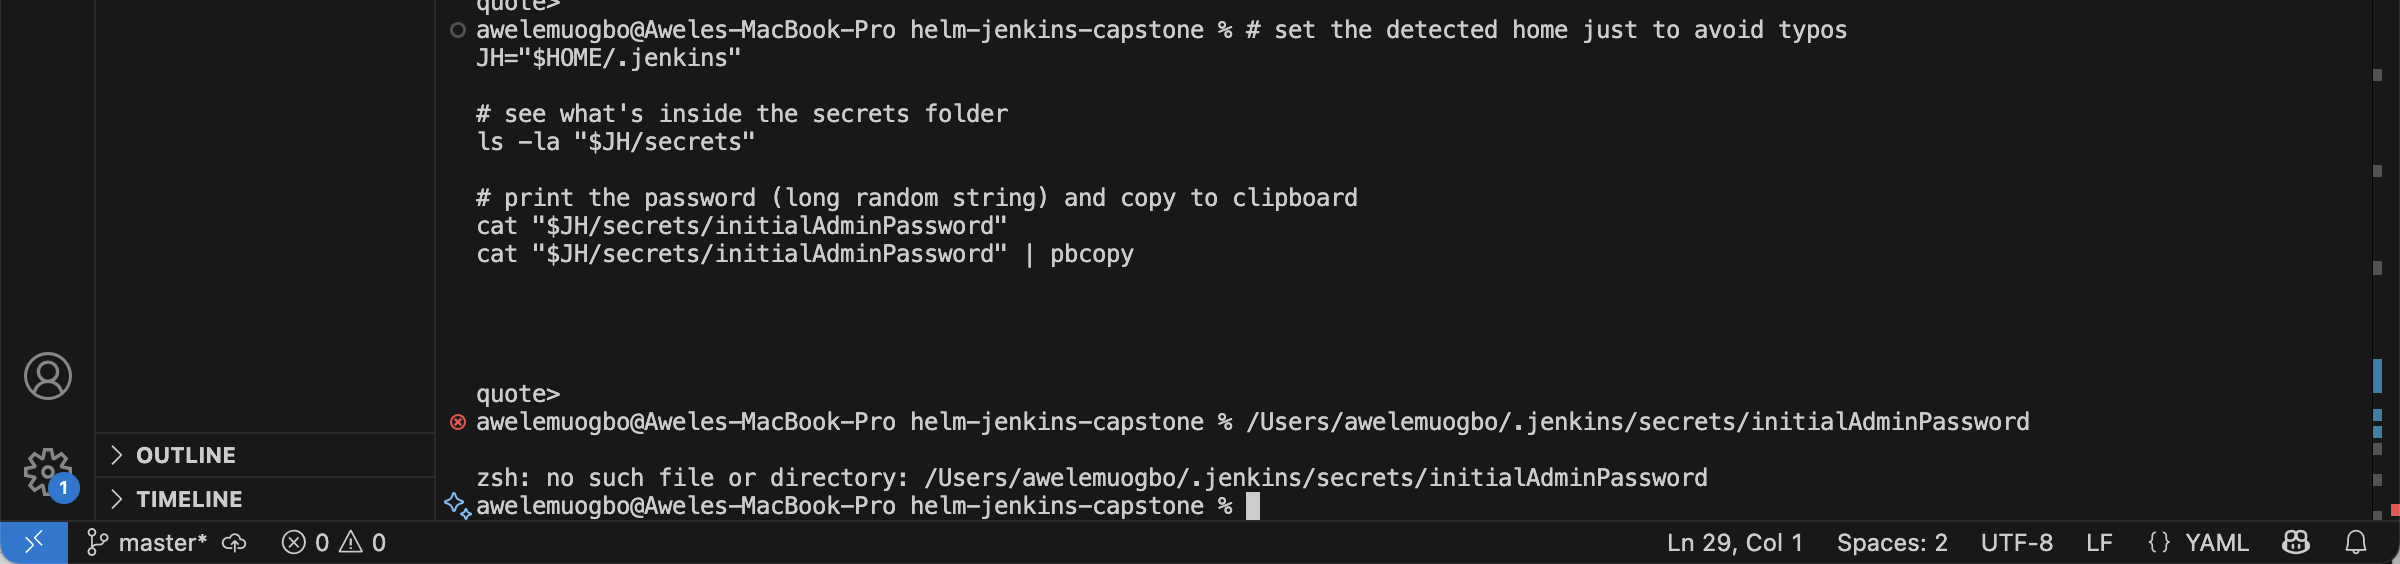 quote>
awelemuogbo@Aweles-MacBook-Pro helm-jenkins-capstone % # set the detected home just to avoid typos
JH="$HOME/.jenkins"
# see what's inside the secrets folder
ls -la "$JH/secrets"
# print the password (long random string) and copy to clipboard
cat "$JH/secrets/initialAdminPassword"
cat "$JH/secrets/initialAdminPassword" | pbcopy
quote>
awelemuogbo@Aweles-MacBook-Pro helm-jenkins-capstone % /Users/awelemuogbo/.jenkins/secrets/initialAdminPassword
zsh: no such file or directory: /Users/awelemuogbo/.jenkins/secrets/initialAdminPassword
awelemuogbo@Aweles-MacBook-Pro helm-jenkins-capstone %
OUTLINE
1
TIMELINE
master* 0 0 Ln 29, Col 1 Spaces: 2 UTF-8 LF {} YAML